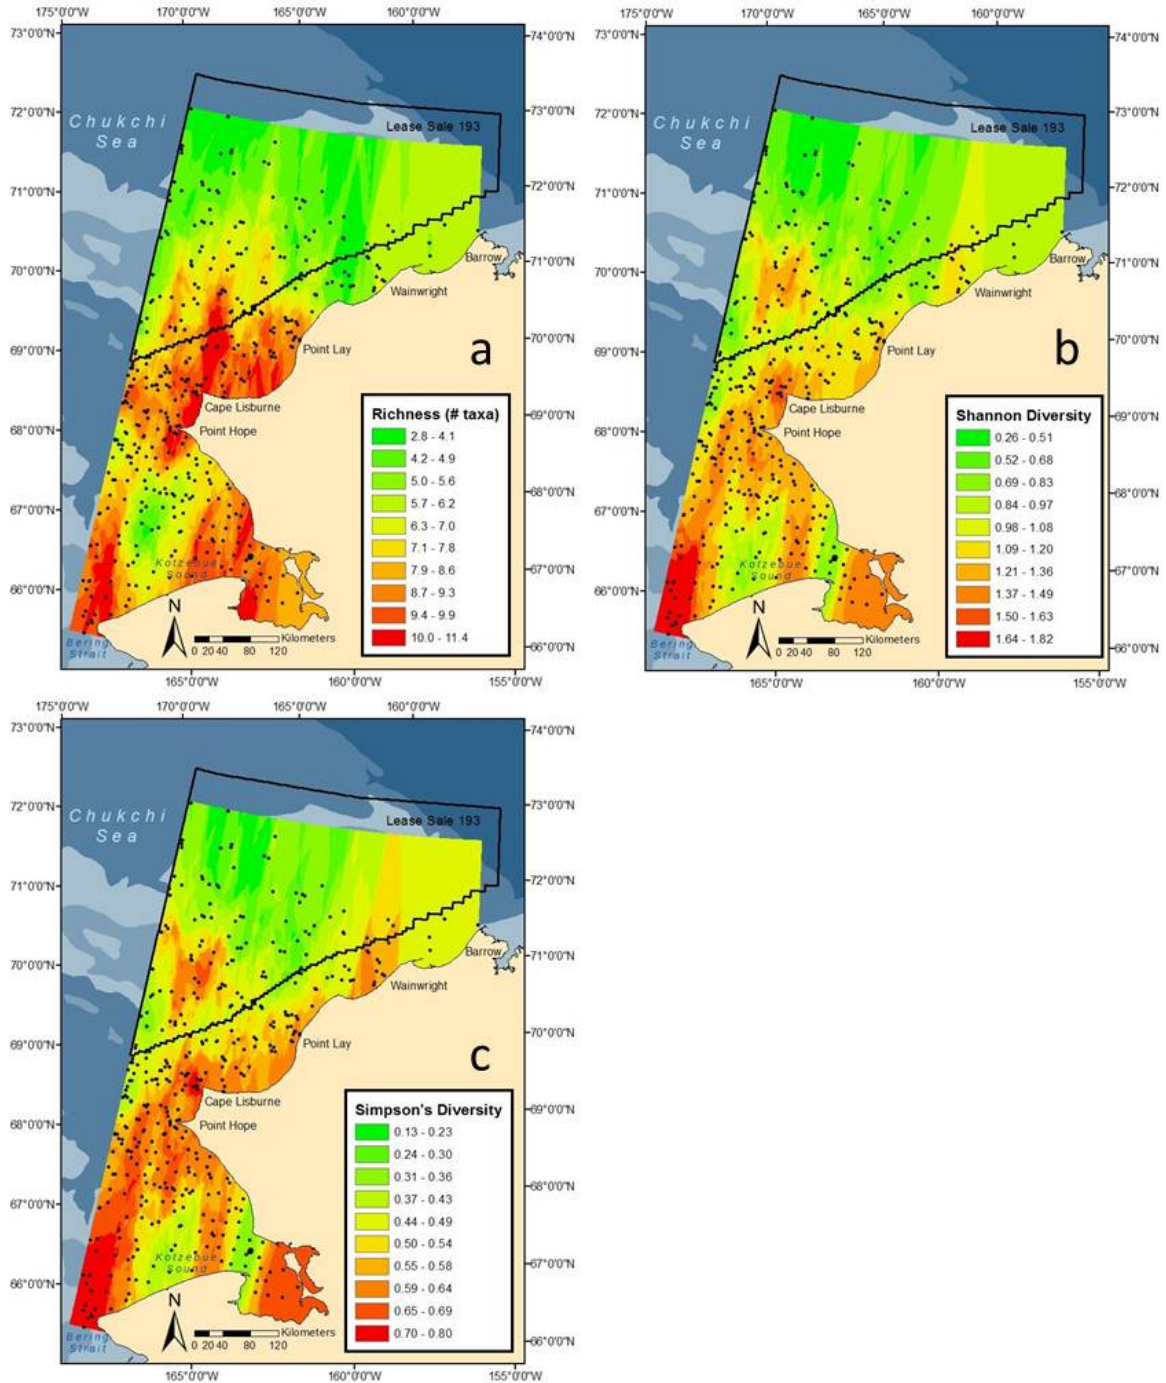 175°0'0"W 170°0'0"W 165°0'0"W 160°0'0"W
73°0'0"N
74°0'0"N
Chukchi
Sea
72°0'0"N
73°0'0"N
Lease Sale 193
71°0'0"N
72°0'0"N
Barrow
70°0'0"N
71°0'0"N
Wainwright
69°0'0"N
70°0'0"N
Point Lay
a
Cape Lisburne
Point Hope
68°0'0"N
69°0'0"N
Richness (# taxa)
2.8 - 4.1
4.2 - 4.9
5.0 - 5.6
5.7 - 6.2
6.3 - 7.0
7.1 - 7.8
7.9 - 8.6
8.7 - 9.3
9.4 - 9.9
10.0 - 11.4
67°0'0"N
68°0'0"N
Kotzebue
Sound
66°0'0"N
67°0'0"N
N
Kilometers
0 20 40 80 120
Bering
Strait
66°0'0"N
165°0'0"W 160°0'0"W 155°0'0"W
175°0'0"W 170°0'0"W 165°0'0"W 160°0'0"W
73°0'0"N
74°0'0"N
Chukchi
Sea
72°0'0"N
73°0'0"N
Lease Sale 193
71°0'0"N
72°0'0"N
Barrow
70°0'0"N
71°0'0"N
Wainwright
69°0'0"N
70°0'0"N
Point Lay
b
Cape Lisburne
Point Hope
68°0'0"N
69°0'0"N
Shannon Diversity
0.26 - 0.51
0.52 - 0.68
0.69 - 0.83
0.84 - 0.97
0.98 - 1.08
1.09 - 1.20
1.21 - 1.36
1.37 - 1.49
1.50 - 1.63
1.64 - 1.82
67°0'0"N
68°0'0"N
Kotzebue
Sound
66°0'0"N
67°0'0"N
N
Kilometers
0 20 40 80 120
Bering
Strait
66°0'0"N
165°0'0"W 160°0'0"W 155°0'0"W
175°0'0"W 170°0'0"W 165°0'0"W 160°0'0"W
73°0'0"N
74°0'0"N
Chukchi
Sea
72°0'0"N
73°0'0"N
Lease Sale 193
71°0'0"N
72°0'0"N
Barrow
70°0'0"N
71°0'0"N
Wainwright
69°0'0"N
70°0'0"N
Point Lay
c
Cape Lisburne
Point Hope
68°0'0"N
69°0'0"N
Simpson's Diversity
0.13 - 0.23
0.24 - 0.30
0.31 - 0.36
0.37 - 0.43
0.44 - 0.49
0.50 - 0.54
0.55 - 0.58
0.59 - 0.64
0.65 - 0.69
0.70 - 0.80
67°0'0"N
68°0'0"N
Kotzebue
Sound
66°0'0"N
67°0'0"N
N
Kilometers
0 20 40 80 120
Bering
Strait
66°0'0"N
165°0'0"W 160°0'0"W 155°0'0"W